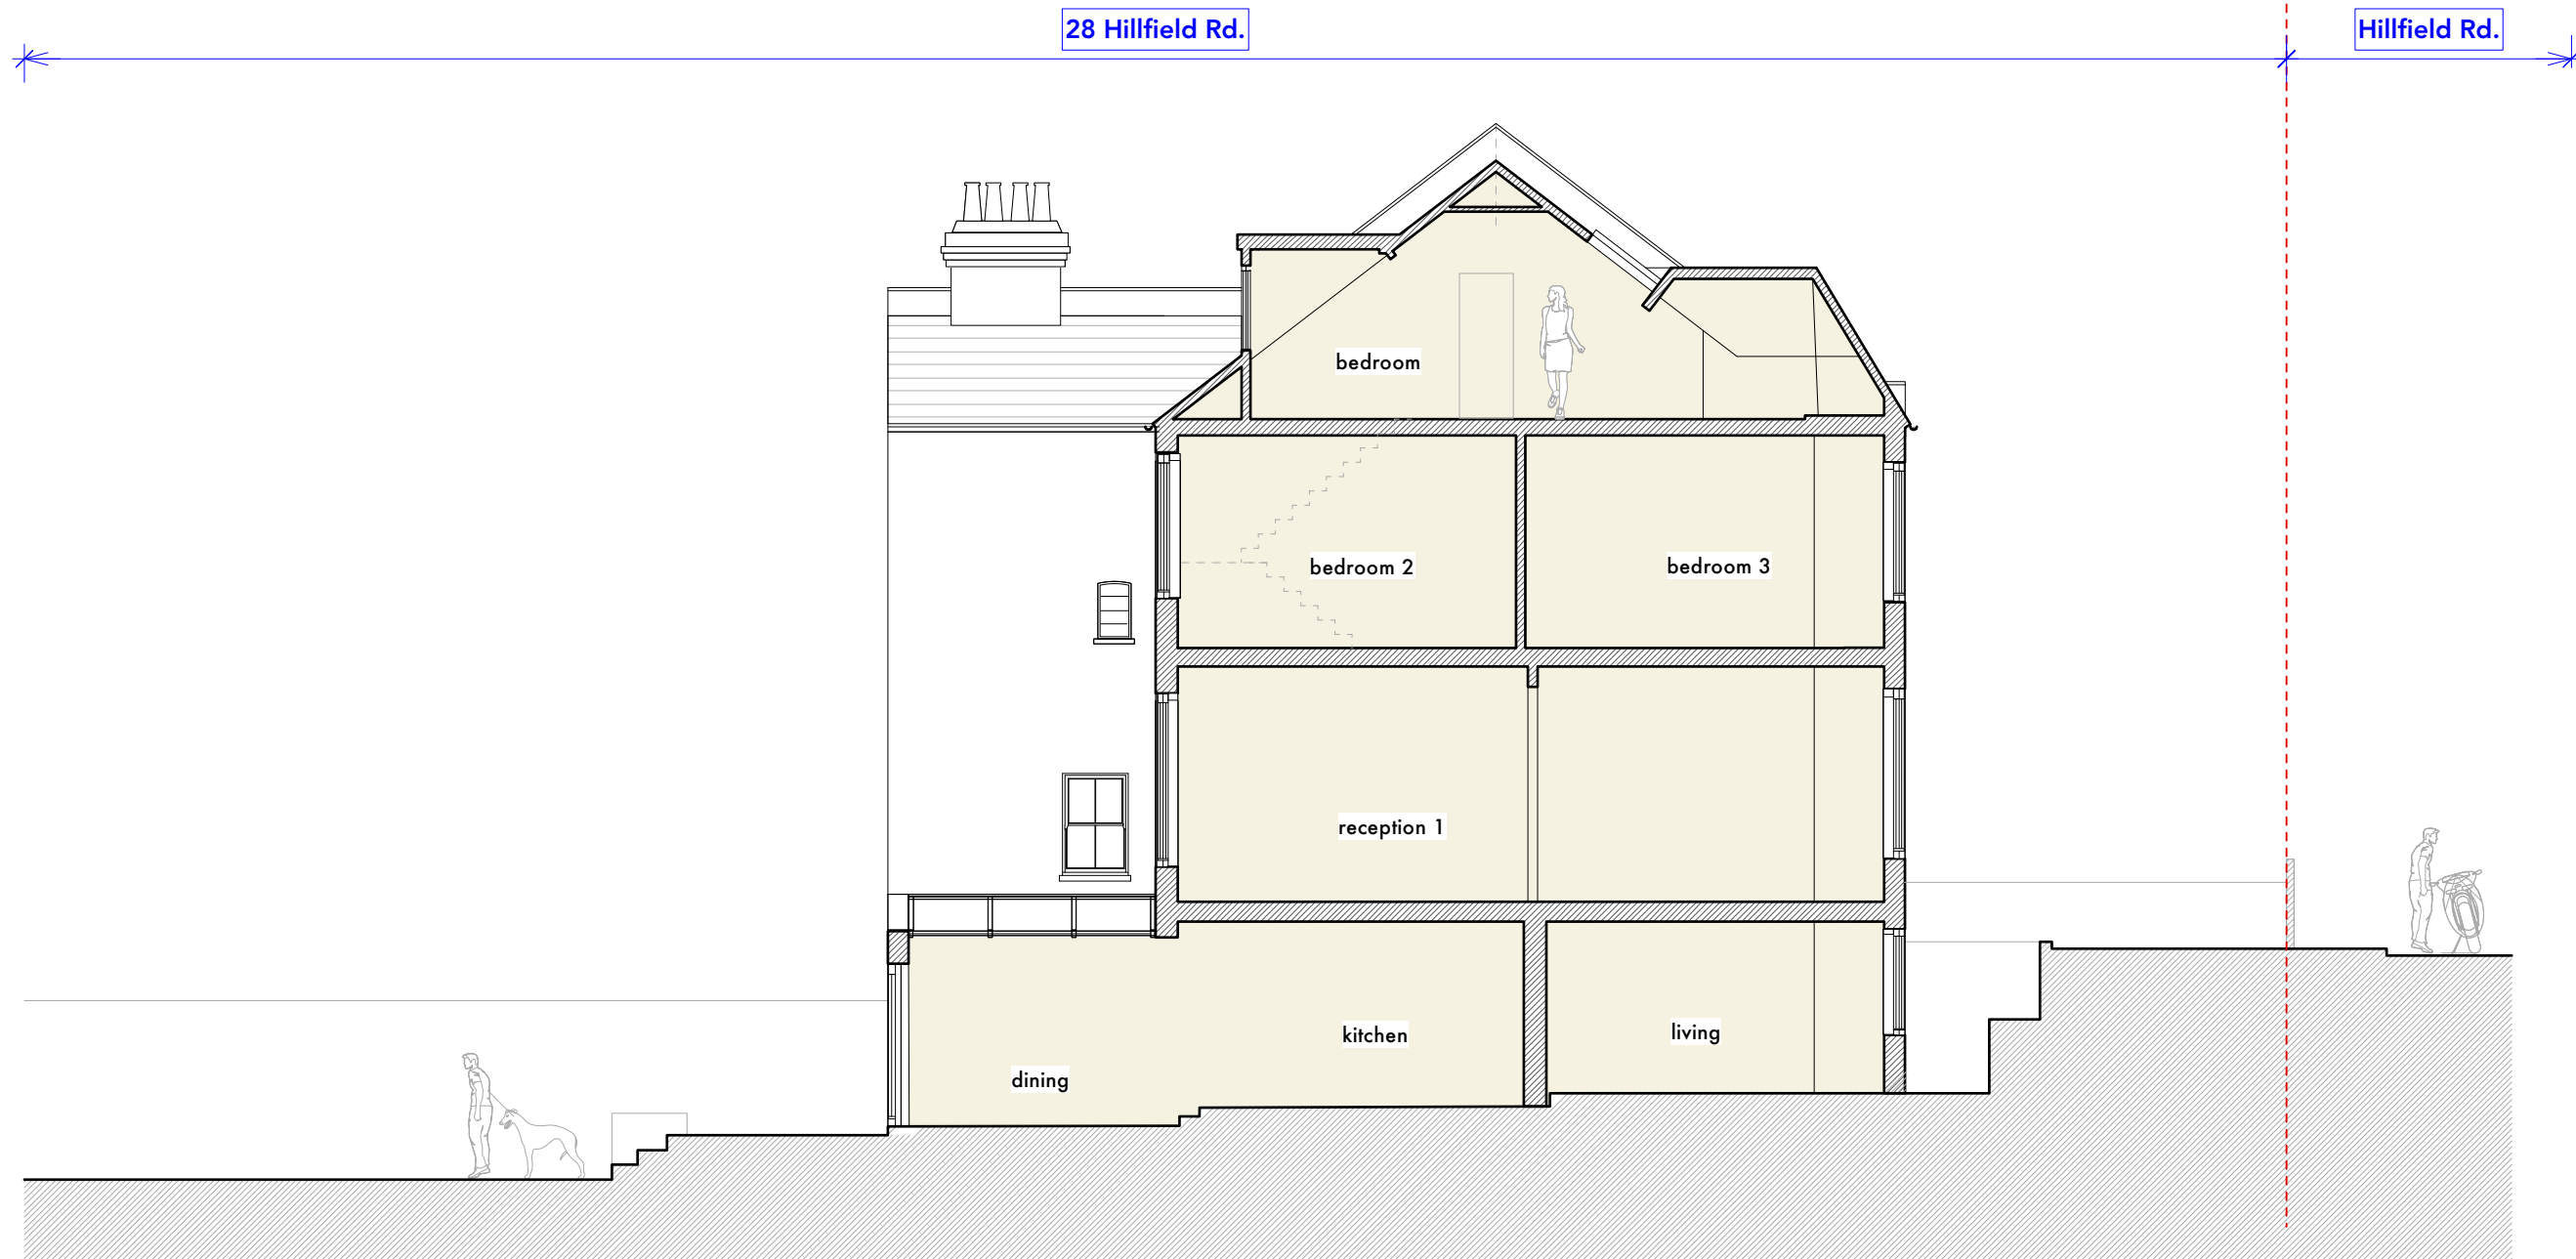 28 Hillfield Rd.
Hillfield Rd.
bedroom
bedroom 2
bedroom 3
reception 1
kitchen
living
dining